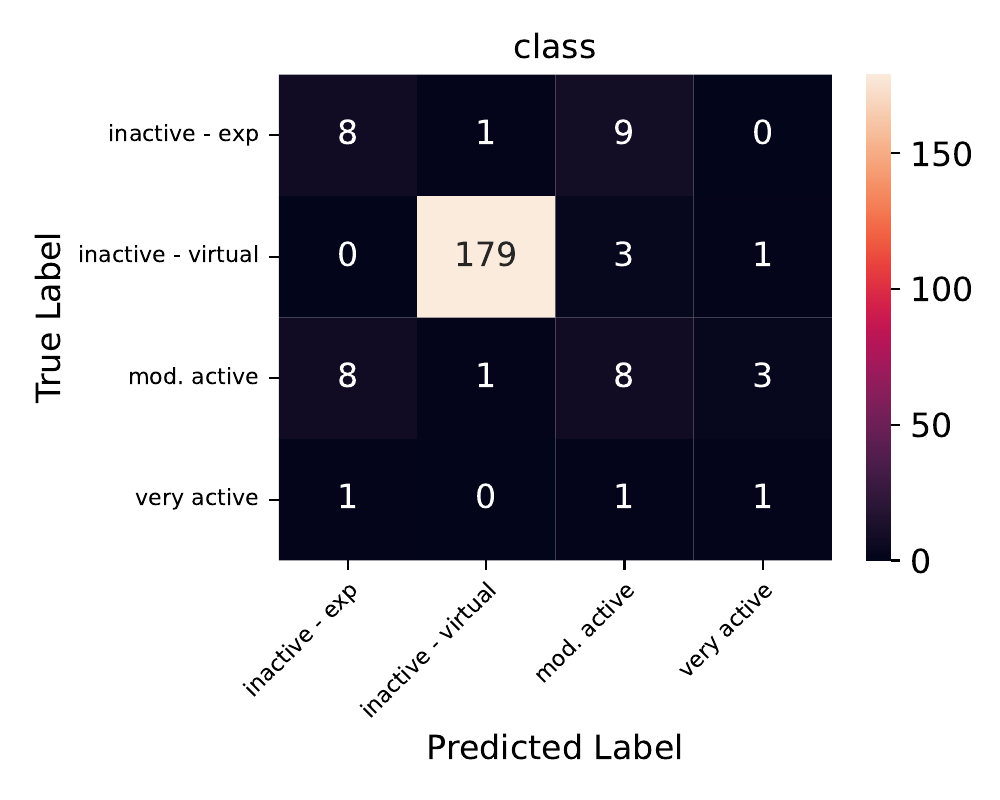 class
True Label
inactive - exp
8 1 9 0
inactive - virtual
0 179 3 1
mod. active
8 1 8 3
very active
1 0 1 1
inactive - exp
inactive - virtual
mod. active
very active
Predicted Label
150
100
50
0